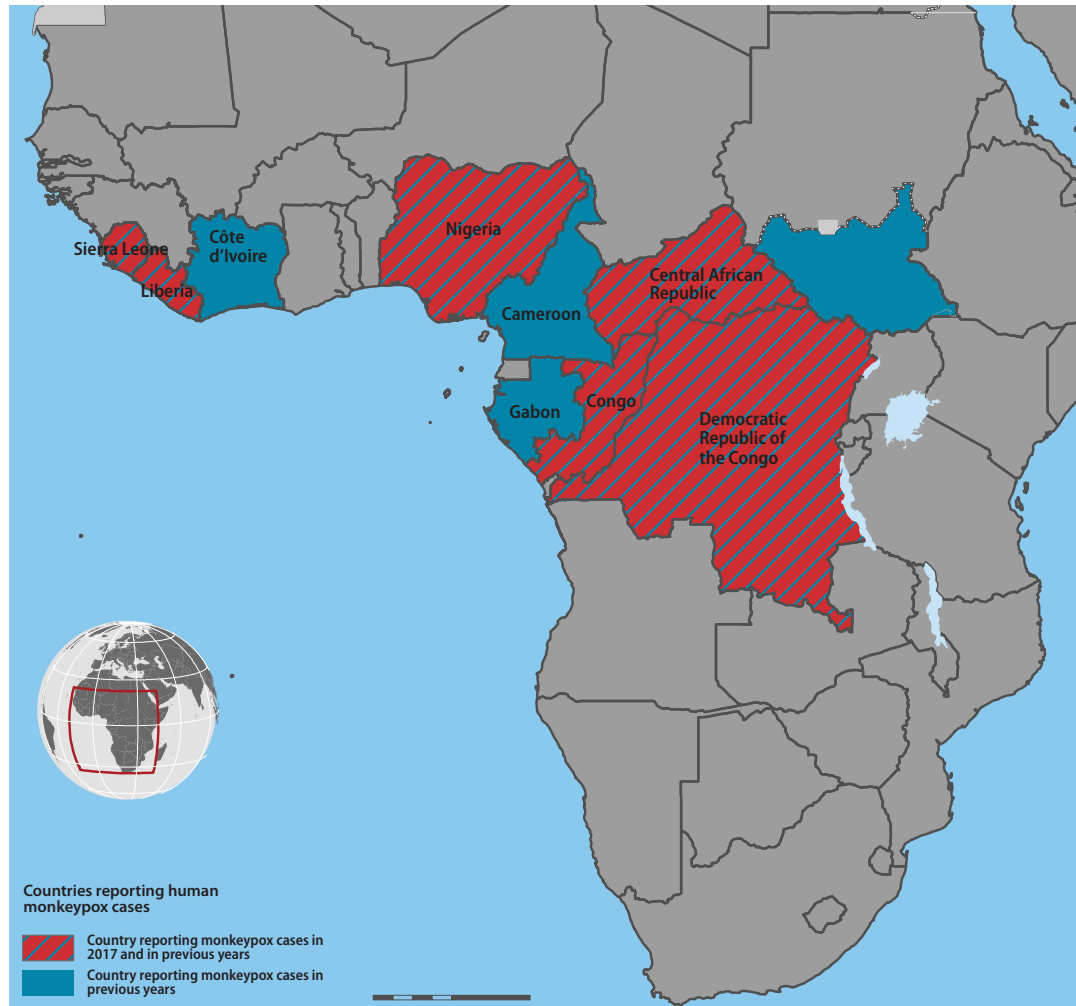 Nigeria
Côte
d’Ivoire
Sierra Leone
Liberia
Central African
Republic
Cameroon
Congo
Gabon
Democratic
Republic of
the Congo
Countries reporting human
monkeypox cases
Country reporting monkeypox cases in
2017 and in previous years
Country reporting monkeypox cases in
previous years